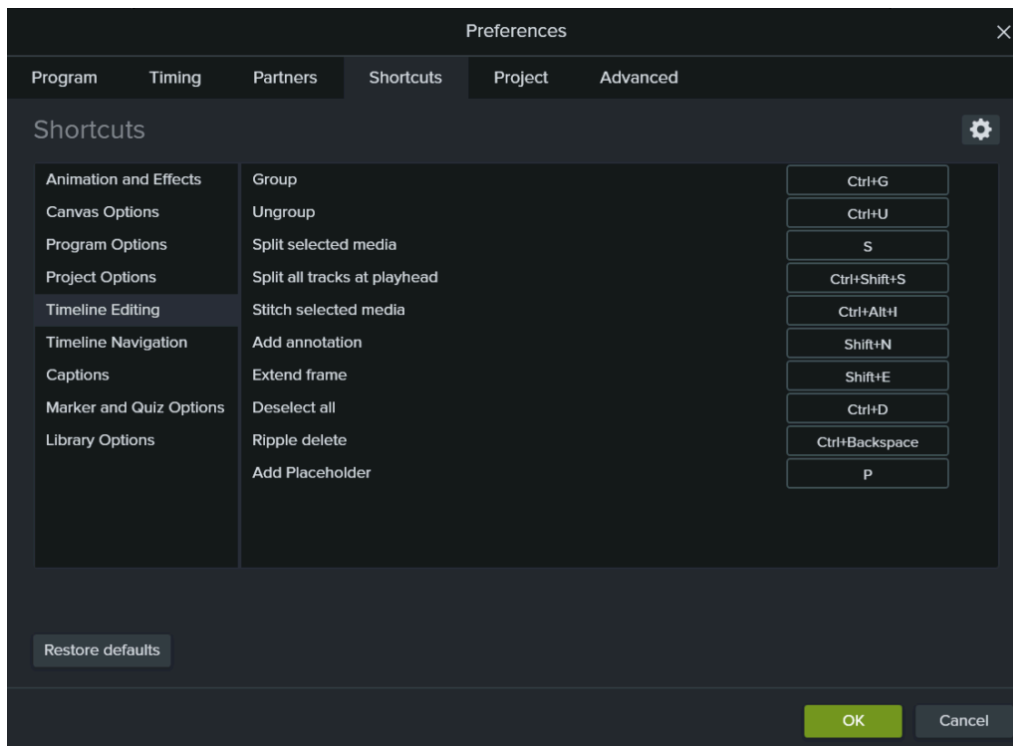 Preferences
Program Timing Partners Shortcuts Project Advanced
Shortcuts
Animation and Effects
Canvas Options
Program Options
Project Options
Timeline Editing
Timeline Navigation
Captions
Marker and Quiz Options
Library Options
Group Ctrl+G
Ungroup Ctrl+U
Split selected media S
Split all tracks at playhead Ctrl+Shift+S
Stitch selected media Ctrl+Alt+I
Add annotation Shift+N
Extend frame Shift+E
Deselect all Ctrl+D
Ripple delete Ctrl+Backspace
Add Placeholder P
Restore defaults
OK Cancel